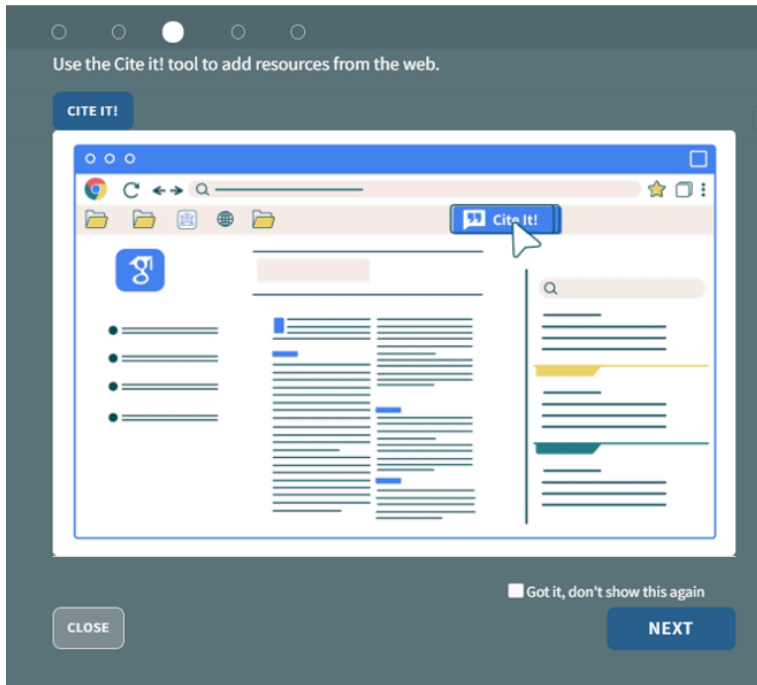 Use the Cite it! tool to add resources from the web.
CITE IT!
Cite It!
Got it, don't show this again
CLOSE
NEXT